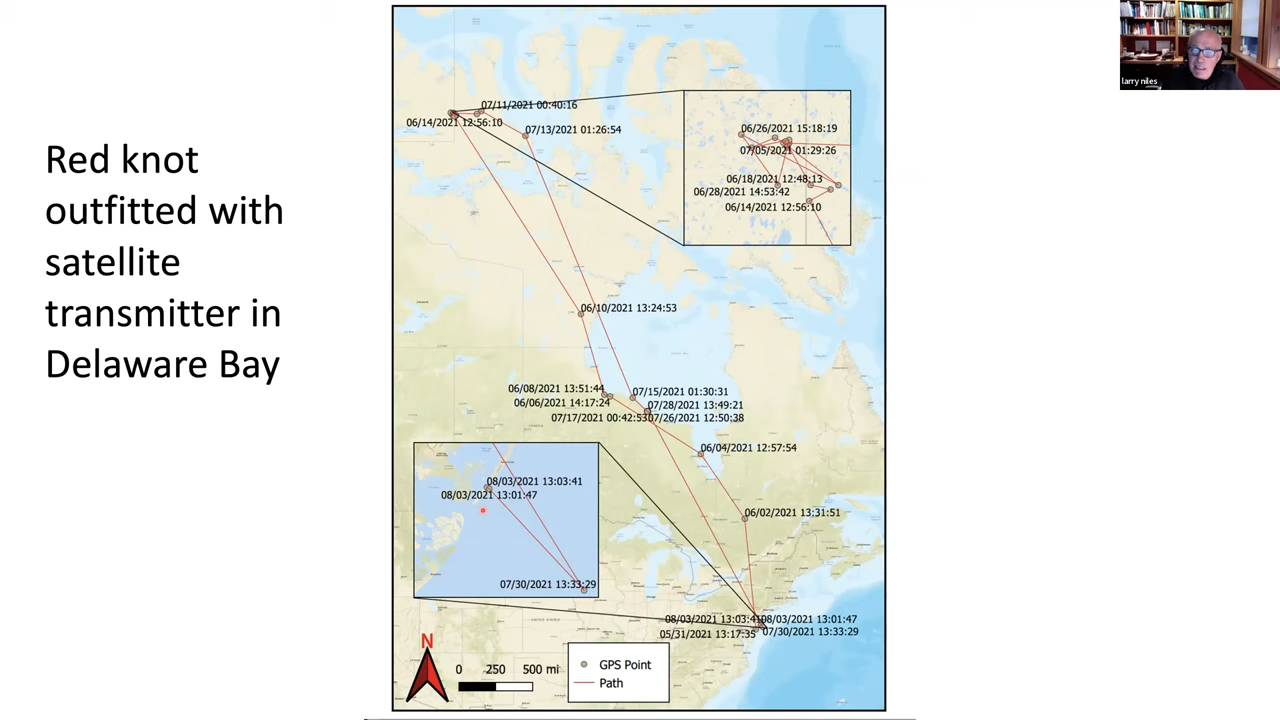 Red knot
outfitted with
satellite
transmitter in
Delaware Bay
07/11/2021 00:40:16
06/14/2021 12:56:10
07/13/2021 01:26:54
06/26/2021 15:18:19
07/05/2021 01:29:26
06/18/2021 12:48:13
06/28/2021 14:53:42
06/14/2021 12:56:10
06/10/2021 13:24:53
06/08/2021 13:51:44
07/15/2021 01:30:31
06/06/2021 14:17:24
07/28/2021 13:49:21
07/17/2021 00:42:53
07/26/2021 12:50:38
06/04/2021 12:57:54
08/03/2021 13:03:41
08/03/2021 13:01:47
06/02/2021 13:31:51
07/30/2021 13:33:29
08/03/2021 13:03:41
08/03/2021 13:01:47
05/31/2021 13:17:35
07/30/2021 13:33:29
N
0 250 500 mi
GPS Point
Path
larry niles